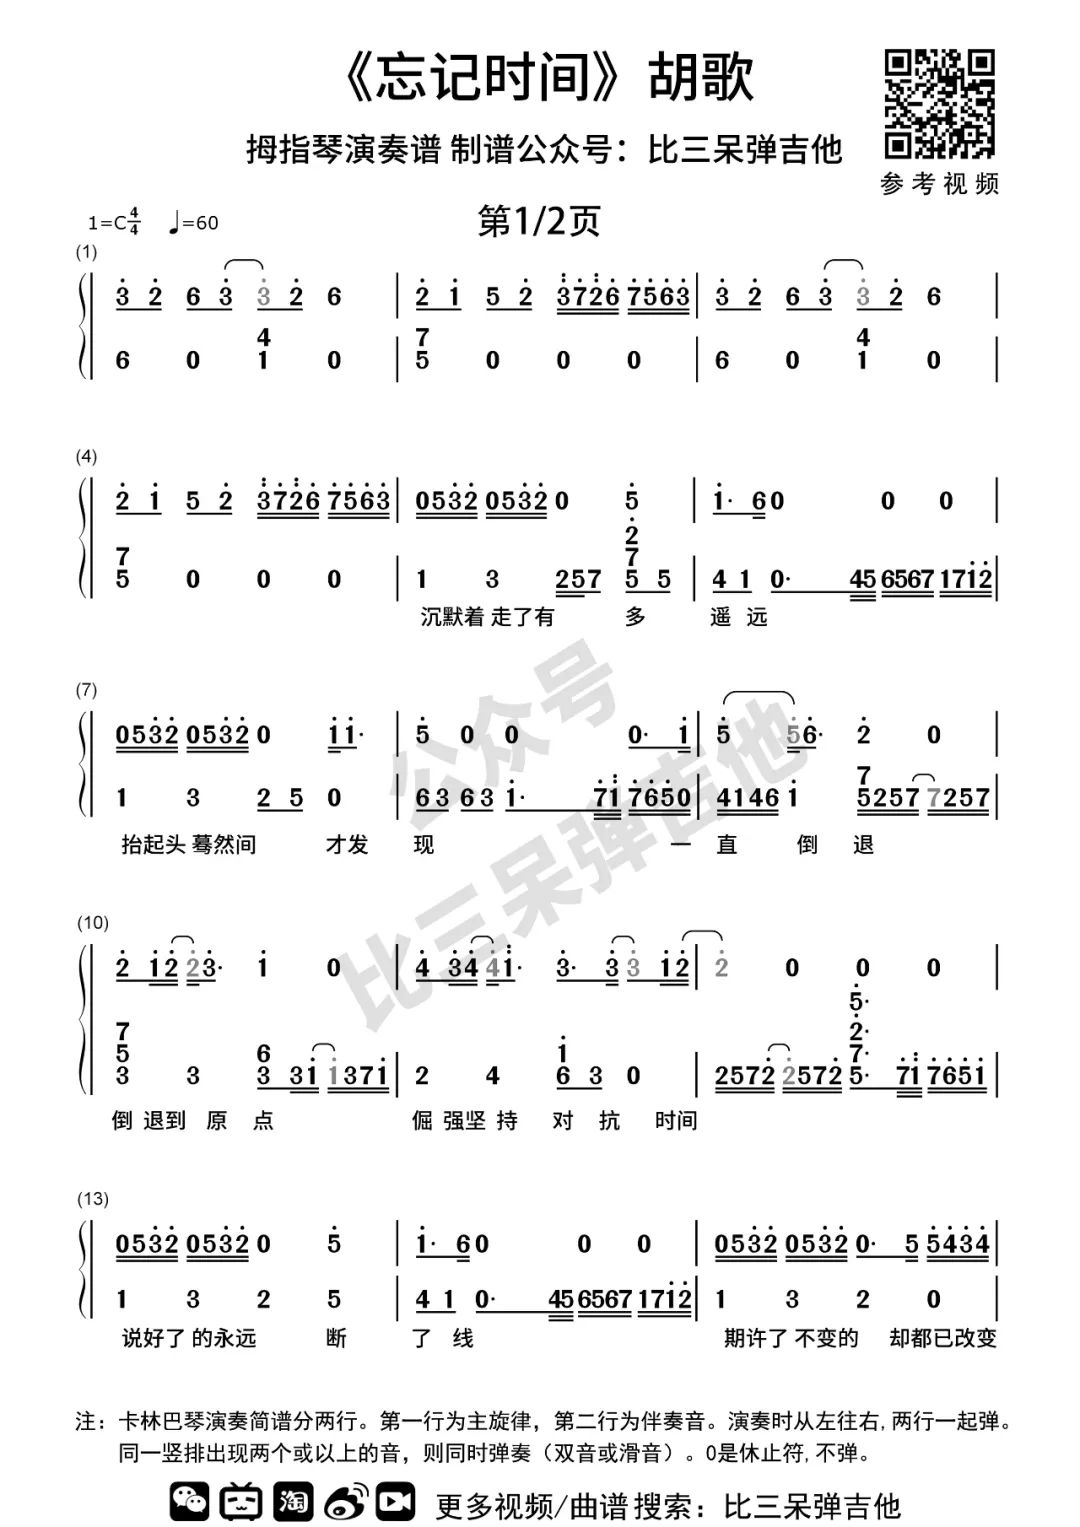 《忘记时间》胡歌
拇指琴演奏谱 制谱公众号：比三呆弹吉他
参考视频
1=C 4/4 ♩=60
第1/2页
(1)
3 2 6 3 3 2 6 2 1 5 2 3726 7563 3 2 6 3 3 2 6
4 7 4
6 0 1 0 5 0 0 0 6 0 1 0
(4)
2 1 5 2 3726 7563 0532 0532 0 5 1· 6 0 0 0
2
7 7
5 0 0 0 1 3 257 5 5 4 1 0· 45 6567 1712
沉默着 走了有 多 遥 远
(7)
0532 0532 0 11· 5 0 0 0· 1 5 56· 2 0
7
1 3 2 5 0 63 63 1· 71 7650 4146 1 5257 7257
抬起头 蓦然间 才发 现 一 直 倒 退
(10)
2 12 23· 1 0 4 34 41· 3· 3 3 12 2 0 0 0
5·
7 2·
5 6 1 7·
3 3 3 31 1371 2 4 6 3 0 2572 2572 5· 71 7651
倒 退到 原 点 倔 强坚 持 对 抗 时间
(13)
0532 0532 0 5 1· 6 0 0 0 0532 0532 0· 5 5434
1 3 2 5 4 1 0· 45 6567 1712 1 3 2 0
说好了 的永远 断 了 线 期许了 不变的 却都已改变
公众号
比三呆弹吉他
注：卡林巴琴演奏简谱分两行。第一行为主旋律，第二行为伴奏音。演奏时从左往右,两行一起弹。
同一竖排出现两个或以上的音，则同时弹奏（双音或滑音）。0是休止符,不弹。
淘
更多视频/曲谱 搜索：比三呆弹吉他